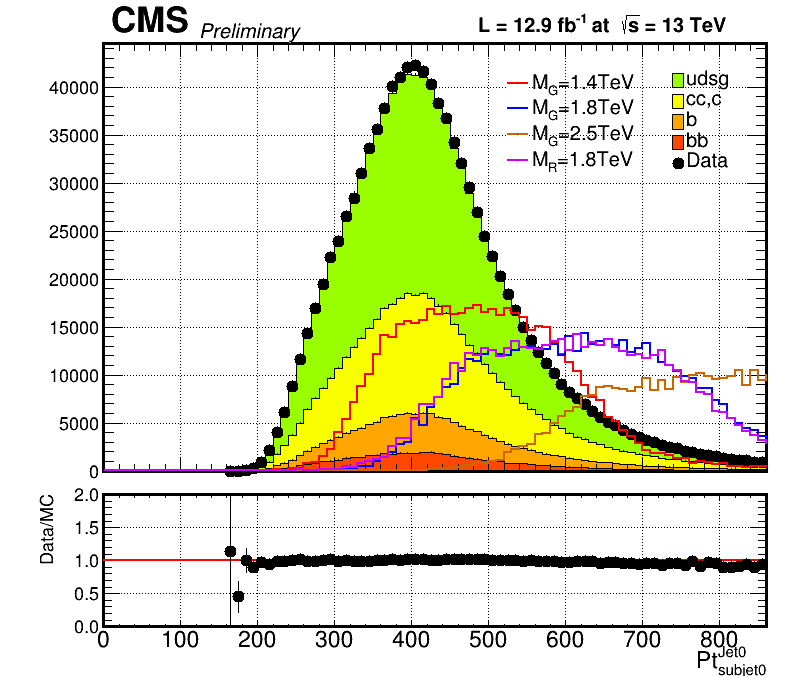 CMS Preliminary L = 12.9 fb⁻¹ at √s = 13 TeV
40000
35000
30000
25000
20000
15000
10000
5000
0
M_G=1.4TeV
M_G=1.8TeV
M_G=2.5TeV
M_R=1.8TeV
udsg
cc,c
b
bb
Data
Data/MC
2.0
1.5
1.0
0.5
0.0
0 100 200 300 400 500 600 700 800
Pt^Jet0_subjet0